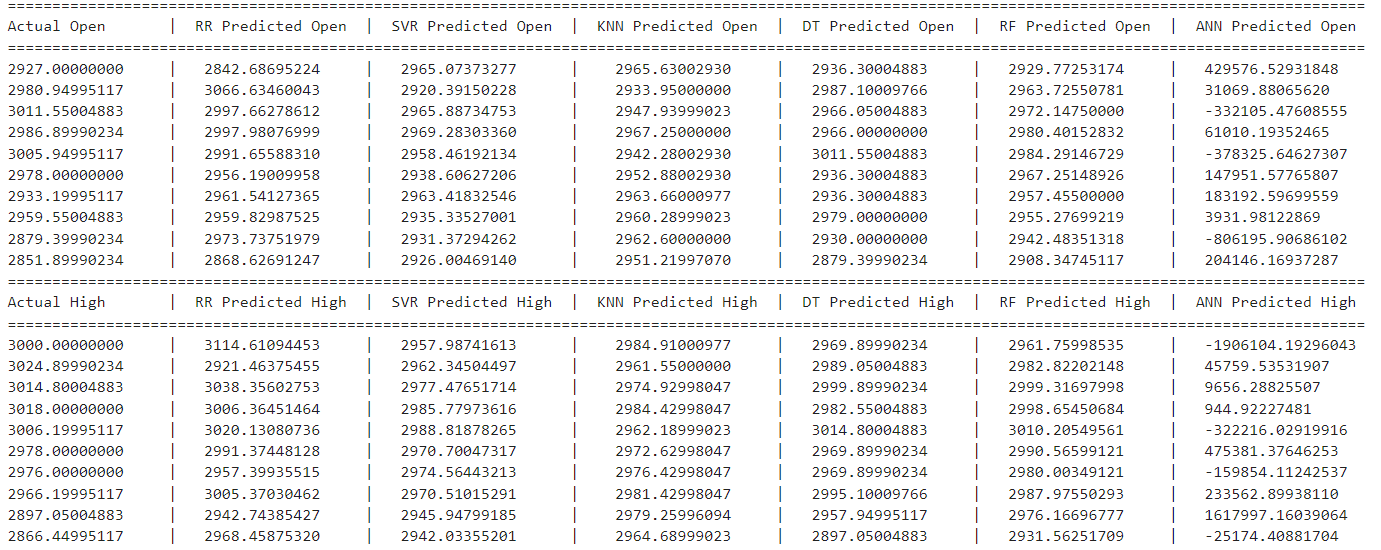 Actual Open | RR Predicted Open | SVR Predicted Open | KNN Predicted Open | DT Predicted Open | RF Predicted Open | ANN Predicted Open
2927.00000000 | 2842.68695224 | 2965.07373277 | 2965.63002930 | 2936.30004883 | 2929.77253174 | 429576.52931848
2980.94995117 | 3066.63460043 | 2920.39150228 | 2933.95000000 | 2987.10009766 | 2963.72550781 | 31069.88065620
3011.55004883 | 2997.66278612 | 2965.88734753 | 2947.93999023 | 2966.05004883 | 2972.14750000 | -332105.47608555
2986.89990234 | 2997.98076999 | 2969.28303360 | 2967.25000000 | 2966.00000000 | 2980.40152832 | 61010.19352465
3005.94995117 | 2991.65588310 | 2958.46192134 | 2942.28002930 | 3011.55004883 | 2984.29146729 | -378325.64627307
2978.00000000 | 2956.19009958 | 2938.60627206 | 2952.88002930 | 2936.30004883 | 2967.25148926 | 147951.57765807
2933.19995117 | 2961.54127365 | 2963.41832546 | 2963.66000977 | 2936.30004883 | 2957.45500000 | 183192.59699559
2959.55004883 | 2959.82987525 | 2935.33527001 | 2960.28999023 | 2979.00000000 | 2955.27699219 | 3931.98122869
2879.39990234 | 2973.73751979 | 2931.37294262 | 2962.60000000 | 2930.00000000 | 2942.48351318 | -806195.90686102
2851.89990234 | 2868.62691247 | 2926.00469140 | 2951.21997070 | 2879.39990234 | 2908.34745117 | 204146.16937287
Actual High | RR Predicted High | SVR Predicted High | KNN Predicted High | DT Predicted High | RF Predicted High | ANN Predicted High
3000.00000000 | 3114.61094453 | 2957.98741613 | 2984.91000977 | 2969.89990234 | 2961.75998535 | -1906104.19296043
3024.89990234 | 2921.46375455 | 2962.34504497 | 2961.55000000 | 2989.05004883 | 2982.82202148 | 45759.53531907
3014.80004883 | 3038.35602753 | 2977.47651714 | 2974.92998047 | 2999.89990234 | 2999.31697998 | 9656.28825507
3018.00000000 | 3006.36451464 | 2985.77973616 | 2984.42998047 | 2982.55004883 | 2998.65450684 | 944.92227481
3006.19995117 | 3020.13080736 | 2988.81878265 | 2962.18999023 | 3014.80004883 | 3010.20549561 | -322216.02919916
2978.00000000 | 2991.37448128 | 2970.70047317 | 2972.62998047 | 2969.89990234 | 2990.56599121 | 475381.37646253
2976.00000000 | 2957.39935515 | 2974.56443213 | 2976.42998047 | 2969.89990234 | 2980.00349121 | -159854.11242537
2966.19995117 | 3005.37030462 | 2970.51015291 | 2981.42998047 | 2995.10009766 | 2987.97550293 | 233562.89938110
2897.05004883 | 2942.74385427 | 2945.94799185 | 2979.25996094 | 2957.94995117 | 2976.16696777 | 1617997.16039064
2866.44995117 | 2968.45875320 | 2942.03355201 | 2964.68999023 | 2897.05004883 | 2931.56251709 | -25174.40881704